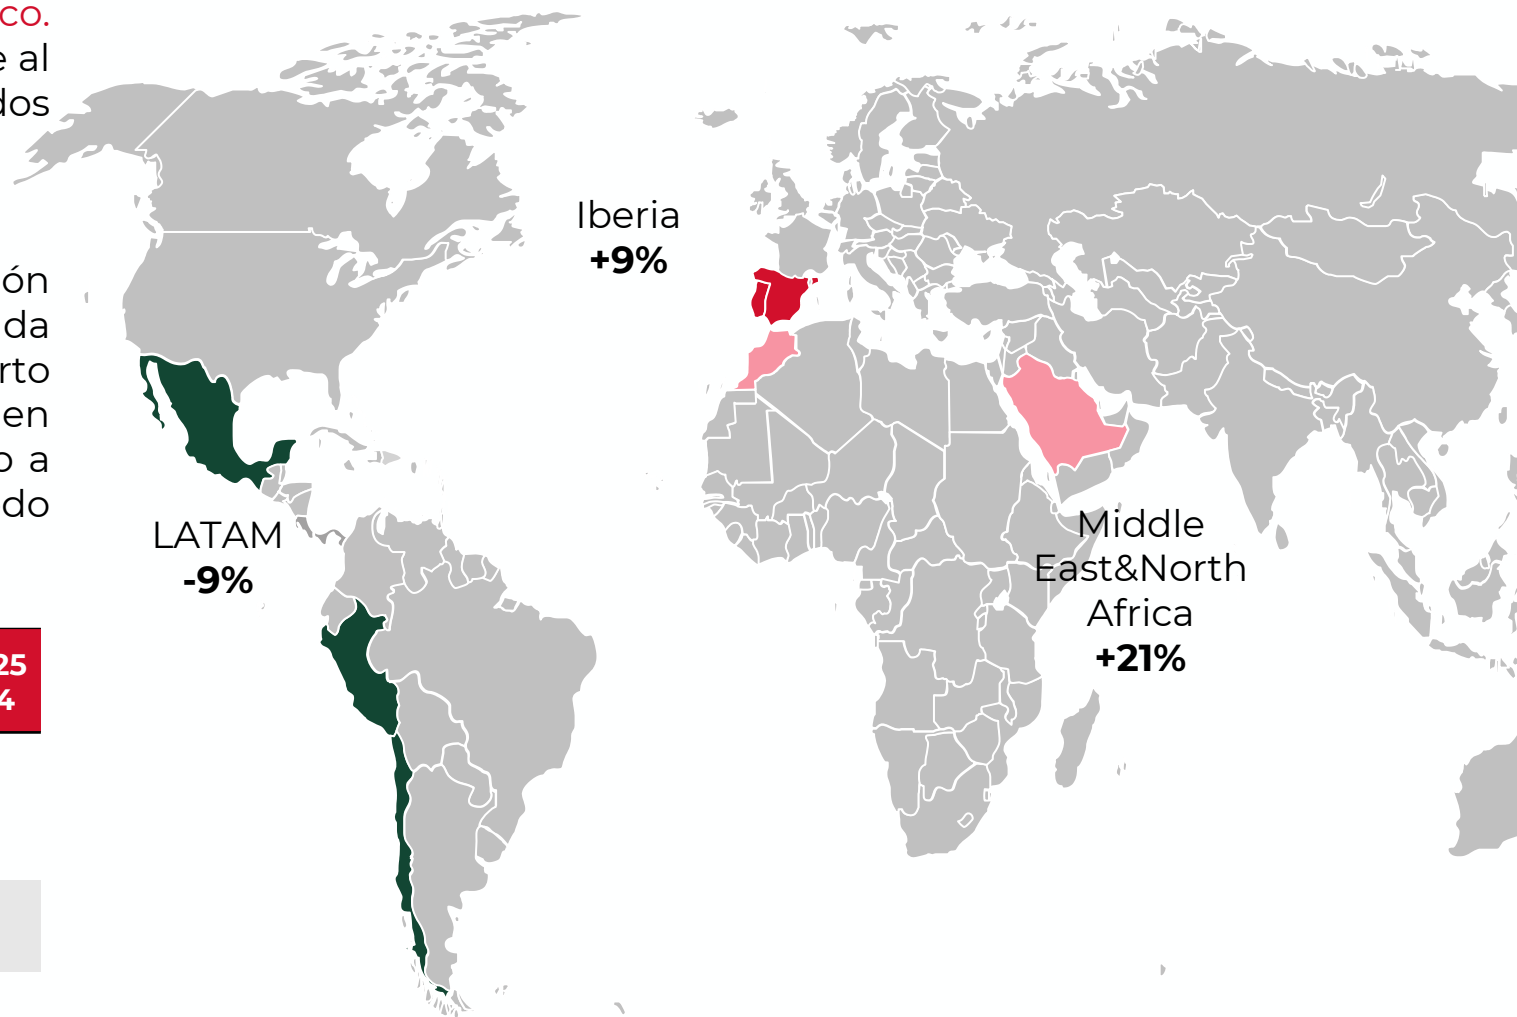 co.
e al
dos
ón
da
rto
en
o a
do
25
4
Iberia
+9%
LATAM
-9%
Middle
East&North
Africa
+21%